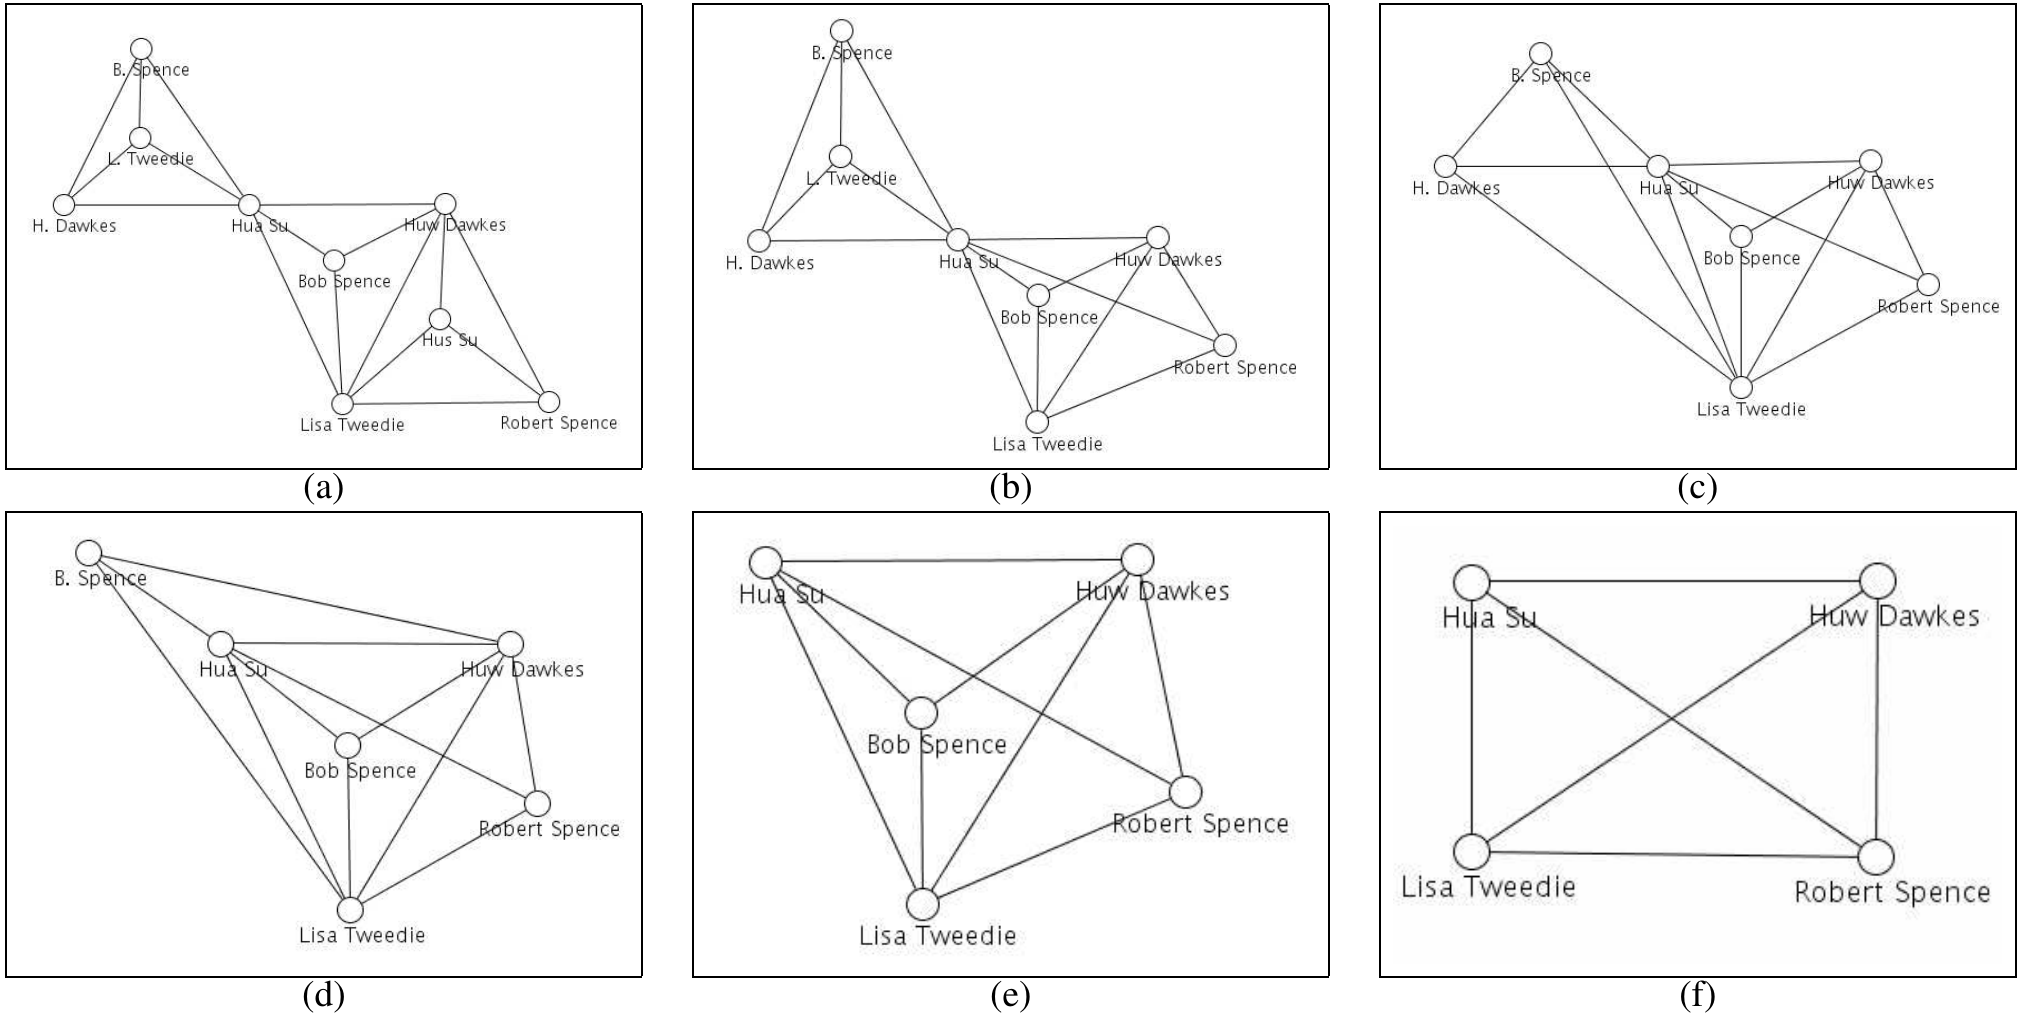 B. Spence
L. Tweedie
H. Dawkes
Hua Su
Huw Dawkes
Bob Spence
Hus Su
Lisa Tweedie
Robert Spence
(a)
B. Spence
L. Tweedie
H. Dawkes
Hua Su
Huw Dawkes
Bob Spence
Robert Spence
Lisa Tweedie
(b)
B. Spence
H. Dawkes
Hua Su
Huw Dawkes
Bob Spence
Robert Spence
Lisa Tweedie
(c)
B. Spence
Hua Su
Huw Dawkes
Bob Spence
Robert Spence
Lisa Tweedie
(d)
Hua Su
Huw Dawkes
Bob Spence
Robert Spence
Lisa Tweedie
(e)
Hua Su
Huw Dawkes
Lisa Tweedie
Robert Spence
(f)